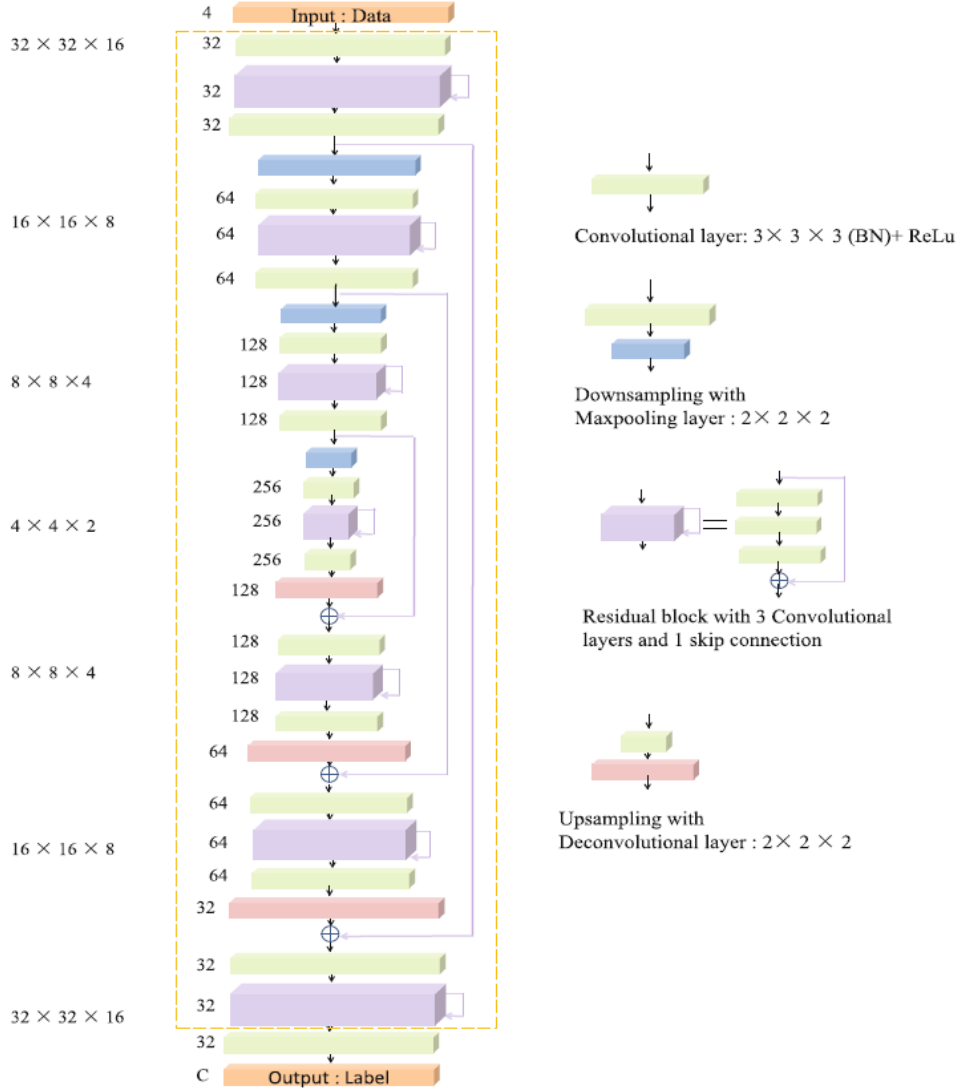 4 Input : Data
32 × 32 × 16 32
32
32
64
16 × 16 × 8 64
64
128
8 × 8 ×4 128
128
256
4 × 4 × 2 256
256
128
128
8 × 8 × 4 128
128
64
64
16 × 16 × 8 64
64
32
32
32 × 32 × 16 32
32
C Output : Label
Convolutional layer: 3× 3 × 3 (BN)+ ReLu
Downsampling with
Maxpooling layer : 2× 2 × 2
Residual block with 3 Convolutional
layers and 1 skip connection
Upsampling with
Deconvolutional layer : 2× 2 × 2